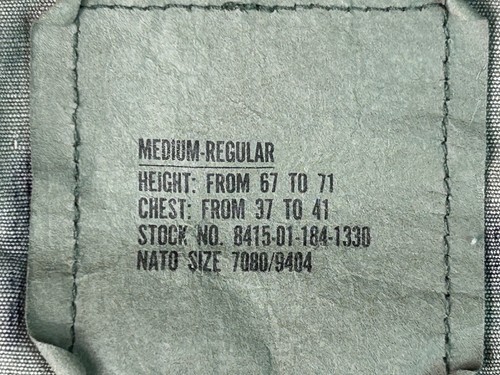 MEDIUM-REGULAR
HEIGHT: FROM 67 TO 71
CHEST: FROM 37 TO 41
STOCK NO. 8415-01-184-1330
NATO SIZE 7080/9404